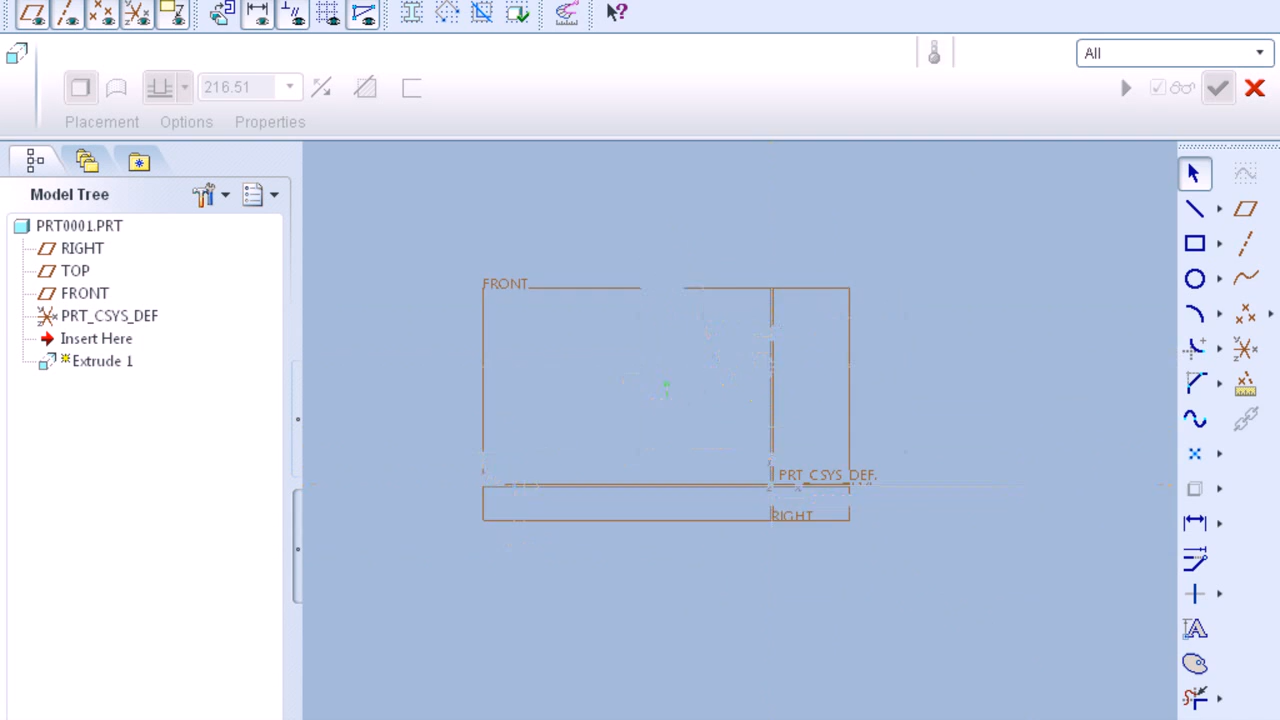 All
216.51
Placement Options Properties
Model Tree
PRT0001.PRT
RIGHT
TOP
FRONT
PRT_CSYS_DEF
Insert Here
Extrude 1
FRONT
PRT_CSYS_DEF
RIGHT